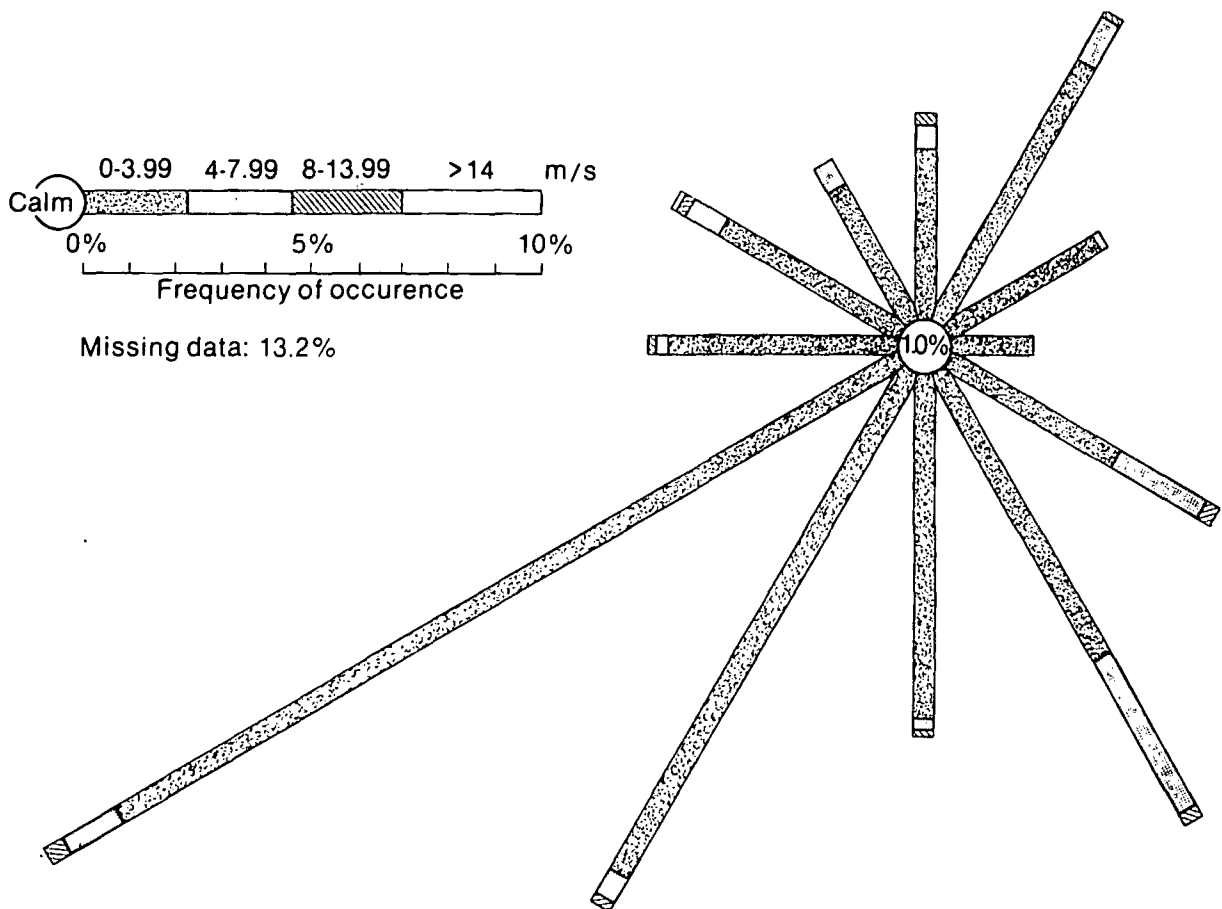 0-3.99 4-7.99 8-13.99 >14 m/s
Calm
0% 5% 10%
Frequency of occurence
Missing data: 13.2%
1.0%